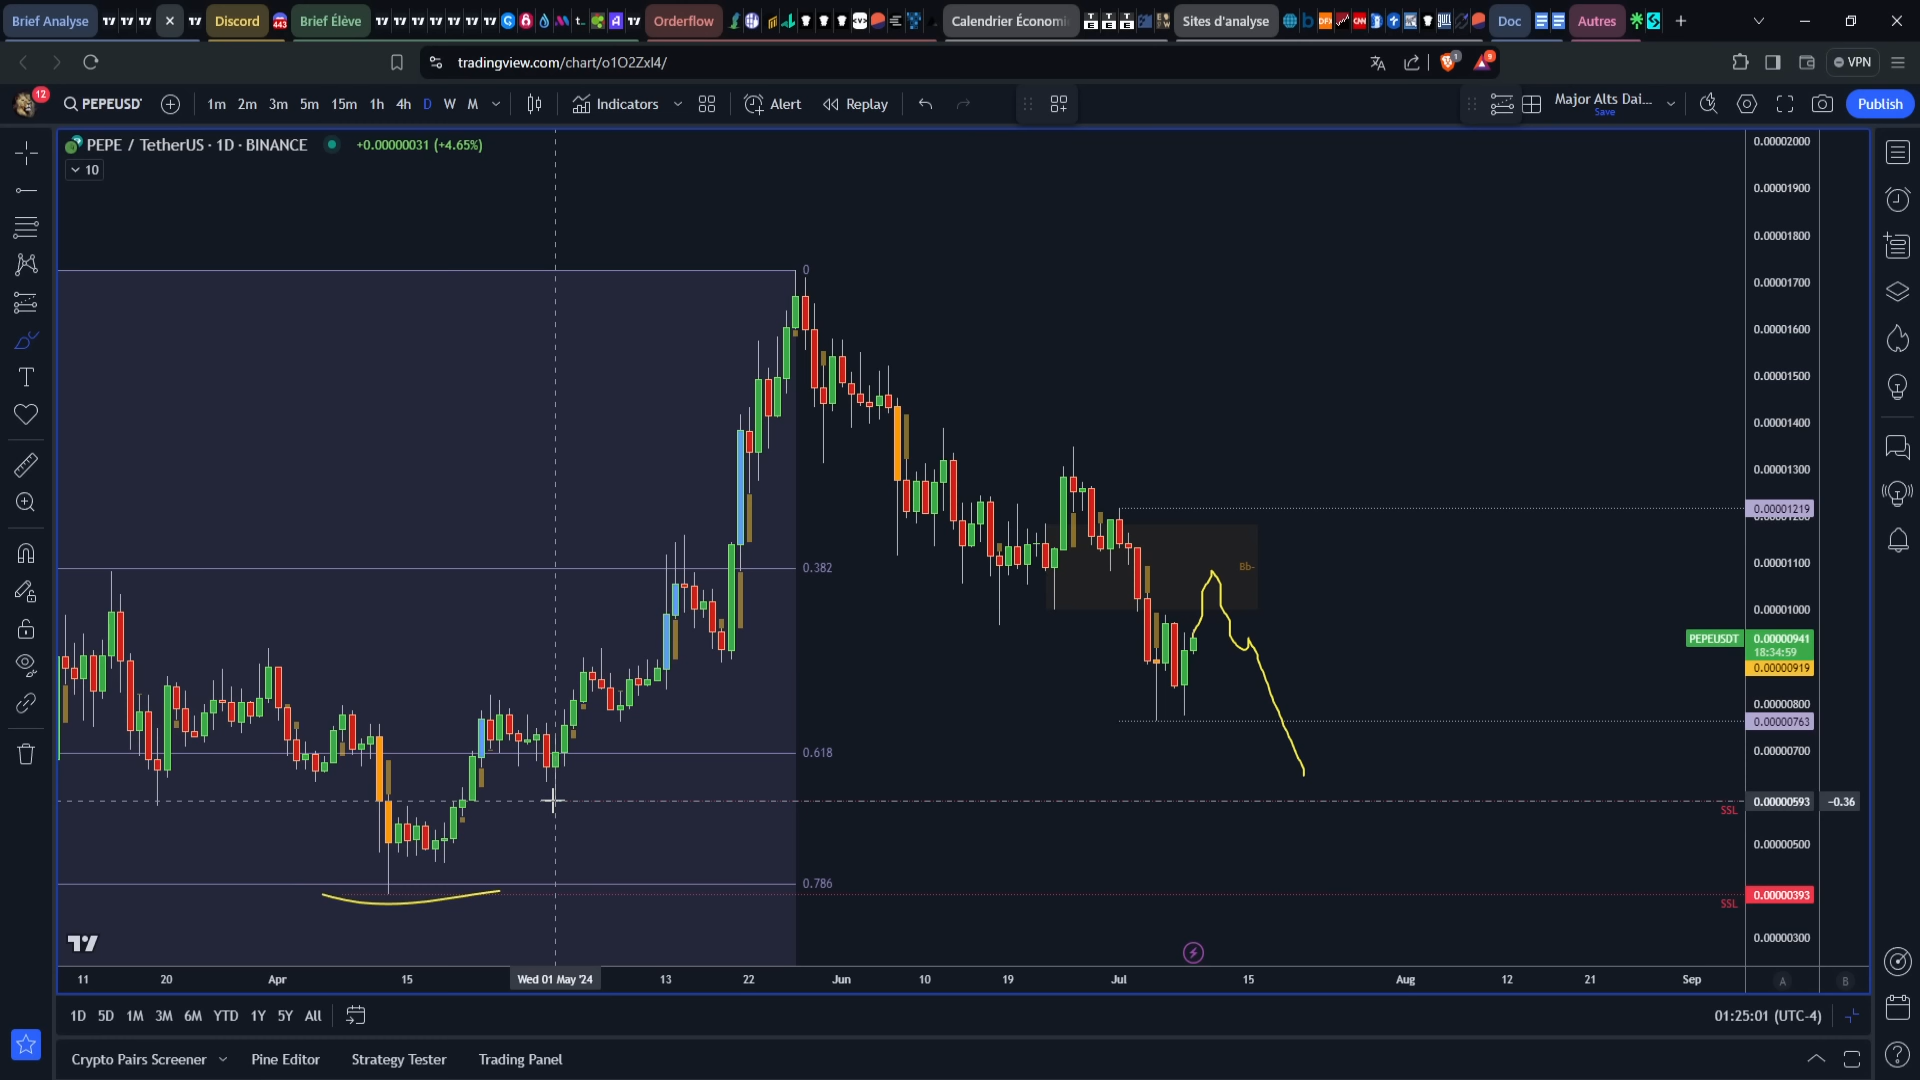 Brief Analyse
Discord
443
Brief Élève
Orderflow
Calendrier Économi
Sites d'analyse
Doc
Autres
tradingview.com/chart/o1O2Zxl4/
VPN
12
PEPEUSD
1m 2m 3m 5m 15m 1h 4h D W M
Indicators
Alert
Replay
Major Alts Dai...
Save
Publish
PEPE / TetherUS · 1D · BINANCE
+0.00000031 (+4.65%)
10
0
0.382
0.618
0.786
Bb-
0.00002000
0.00001900
0.00001800
0.00001700
0.00001600
0.00001500
0.00001400
0.00001300
0.00001219
0.00001100
0.00001000
PEPEUSDT
0.00000941
18:34:59
0.00000919
0.00000800
0.00000763
0.00000700
0.00000593
−0.36
SSL
0.00000500
0.00000393
SSL
0.00000300
11 20 Apr 15 Wed 01 May '24 13 22 Jun 10 19 Jul 15 Aug 12 21 Sep
A
B
1D 5D 1M 3M 6M YTD 1Y 5Y All
01:25:01 (UTC-4)
Crypto Pairs Screener
Pine Editor
Strategy Tester
Trading Panel